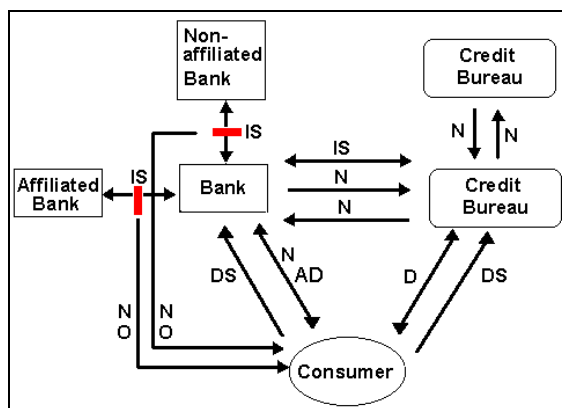 Non-
affiliated
Bank
Credit
Bureau
IS
N
N
IS
IS
Affiliated
Bank
Bank
N
Credit
Bureau
N
N
DS
AD
D
DS
N
O
N
O
Consumer